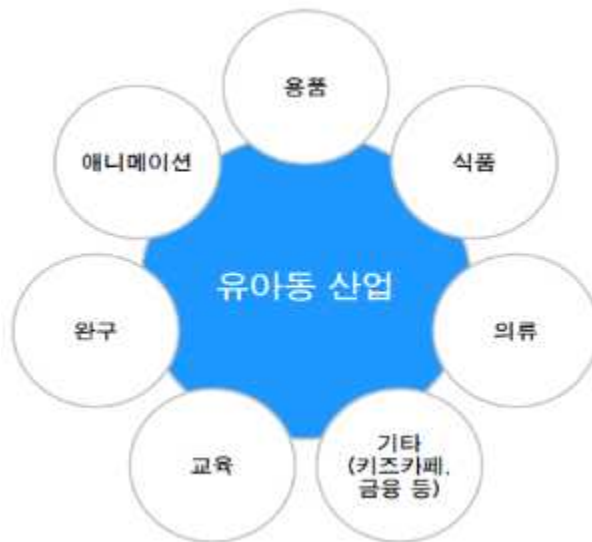 용품
애니메이션
식품
유아동 산업
완구
의류
교육
기타
(키즈카페,
금융 등)